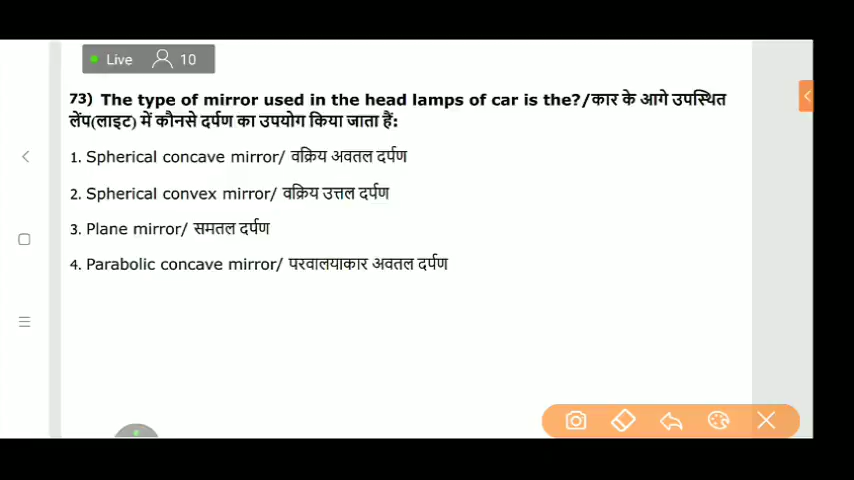 Live 10
73) The type of mirror used in the head lamps of car is the?/कार के आगे उपस्थित
लेंप(लाइट) में कौनसे दर्पण का उपयोग किया जाता हैं:
1. Spherical concave mirror/ वक्रिय अवतल दर्पण
2. Spherical convex mirror/ वक्रिय उत्तल दर्पण
3. Plane mirror/ समतल दर्पण
4. Parabolic concave mirror/ परवालयाकार अवतल दर्पण